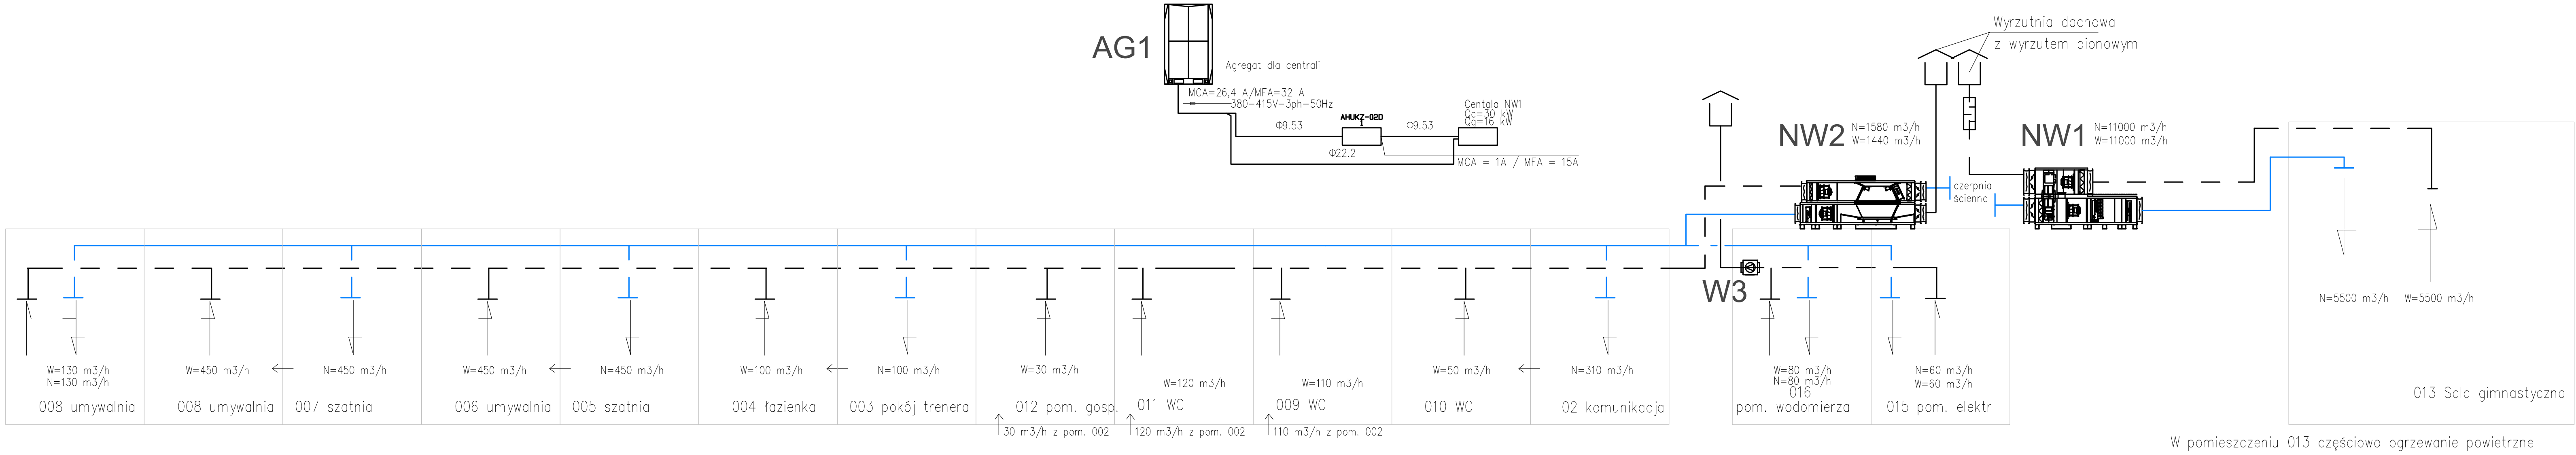 Wyrzutnia dachowa
z wyrzutem pionowym
AG1
Agregat dla centrali
MCA=26,4 A/MFA=32 A
380-415V-3ph-50Hz
Φ9.53
AHUKZ-02D
1
Φ9.53
Centala NW1
Qc=30 kW
Qg=16 kW
Φ22.2
MCA = 1A / MFA = 15A
NW2
N=1580 m3/h
W=1440 m3/h
NW1
N=11000 m3/h
W=11000 m3/h
czerpnia
ścienna
W3
N=5500 m3/h
W=5500 m3/h
W=130 m3/h
N=130 m3/h
008 umywalnia
W=450 m3/h
008 umywalnia
N=450 m3/h
007 szatnia
W=450 m3/h
006 umywalnia
N=450 m3/h
005 szatnia
W=100 m3/h
004 łazienka
N=100 m3/h
003 pokój trenera
W=30 m3/h
012 pom. gosp.
30 m3/h z pom. 002
W=120 m3/h
011 WC
120 m3/h z pom. 002
W=110 m3/h
009 WC
110 m3/h z pom. 002
W=50 m3/h
010 WC
N=310 m3/h
02 komunikacja
W=80 m3/h
N=80 m3/h
016
pom. wodomierza
N=60 m3/h
W=60 m3/h
015 pom. elektr
013 Sala gimnastyczna
W pomieszczeniu 013 częściowo ogrzewanie powietrzne